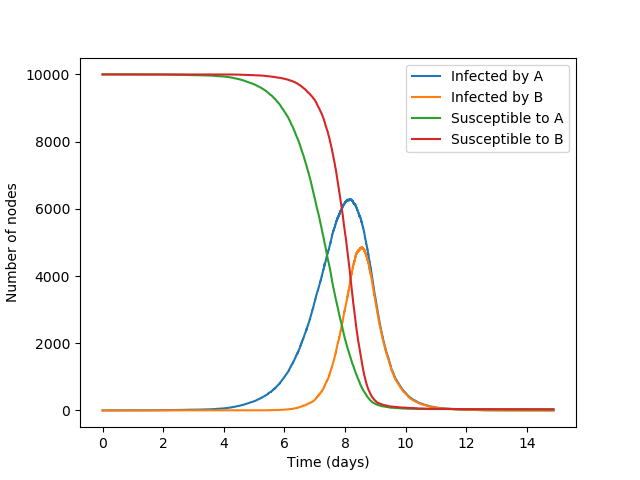 10000
8000
6000
4000
2000
0
Number of nodes
Infected by A
Infected by B
Susceptible to A
Susceptible to B
0 2 4 6 8 10 12 14
Time (days)